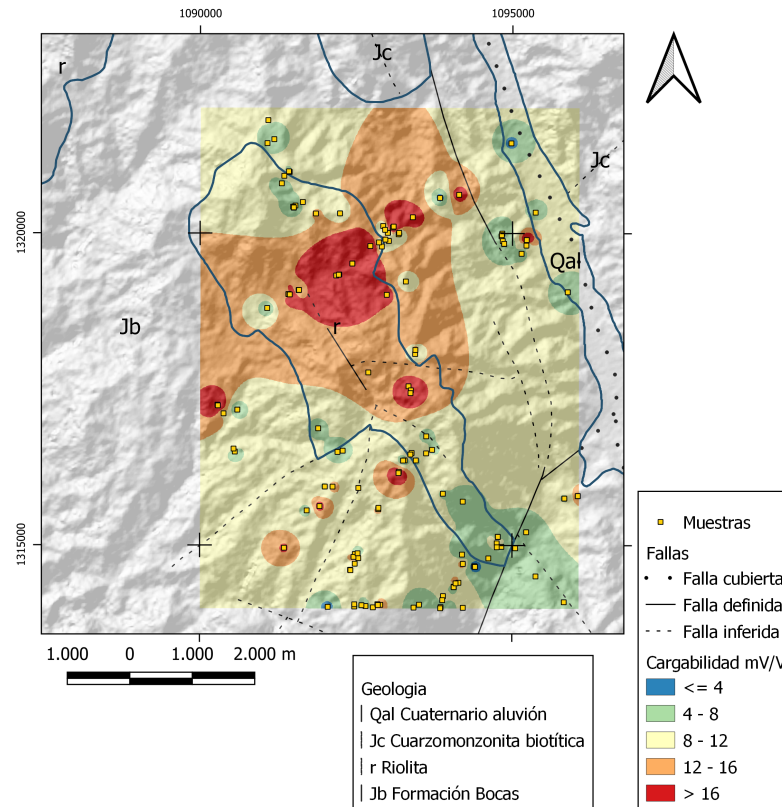 1090000
1095000
Jc
r
Jc
1320000
Qal
Jb
r
1315000
Muestras
Fallas
Falla cubierta
Falla definida
Falla inferida
Cargabilidad mV/V
<= 4
4 - 8
8 - 12
12 - 16
> 16
1.000 0 1.000 2.000 m
Geologia
Qal Cuaternario aluvión
Jc Cuarzomonzonita biotítica
r Riolita
Jb Formación Bocas